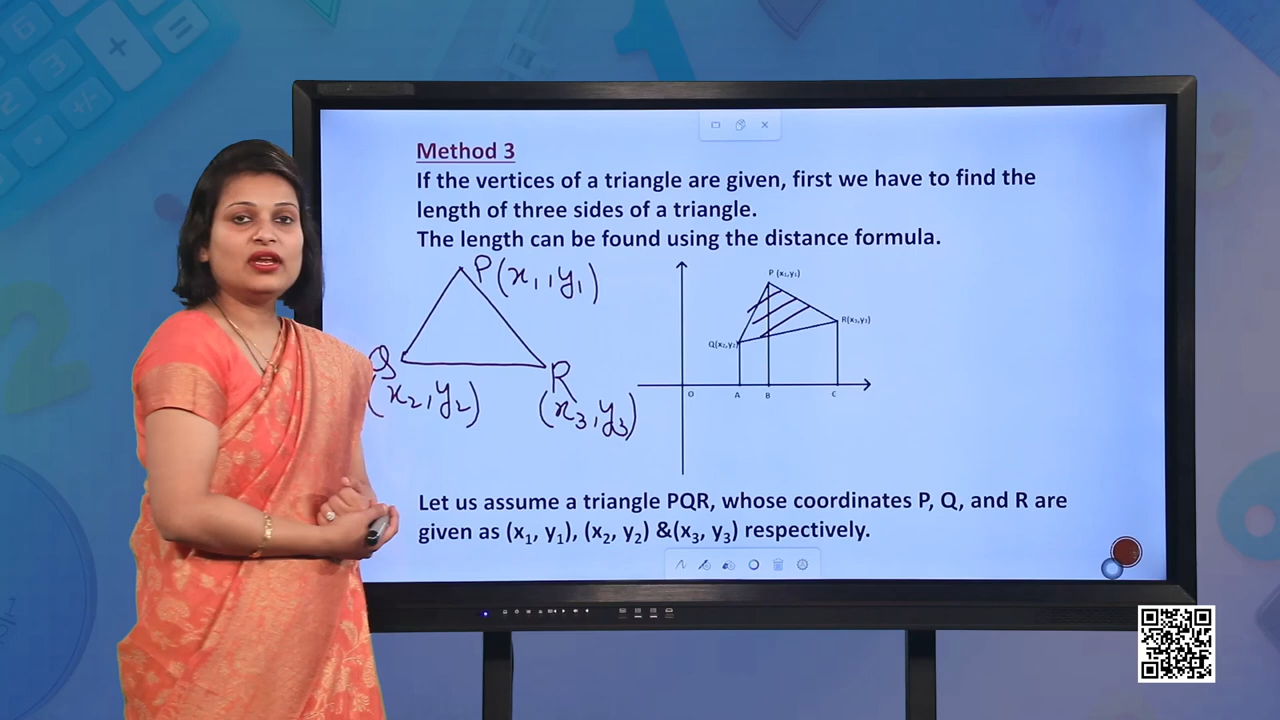 Method 3
If the vertices of a triangle are given, first we have to find the
length of three sides of a triangle.
The length can be found using the distance formula.
P (x₁, y₁)
Q
(x₂, y₂)
R
(x₃, y₃)
P (x₁,y₁)
Q(x₂,y₂)
R(x₃,y₃)
O A B C
Let us assume a triangle PQR, whose coordinates P, Q, and R are
given as (x₁, y₁), (x₂, y₂) &(x₃, y₃) respectively.